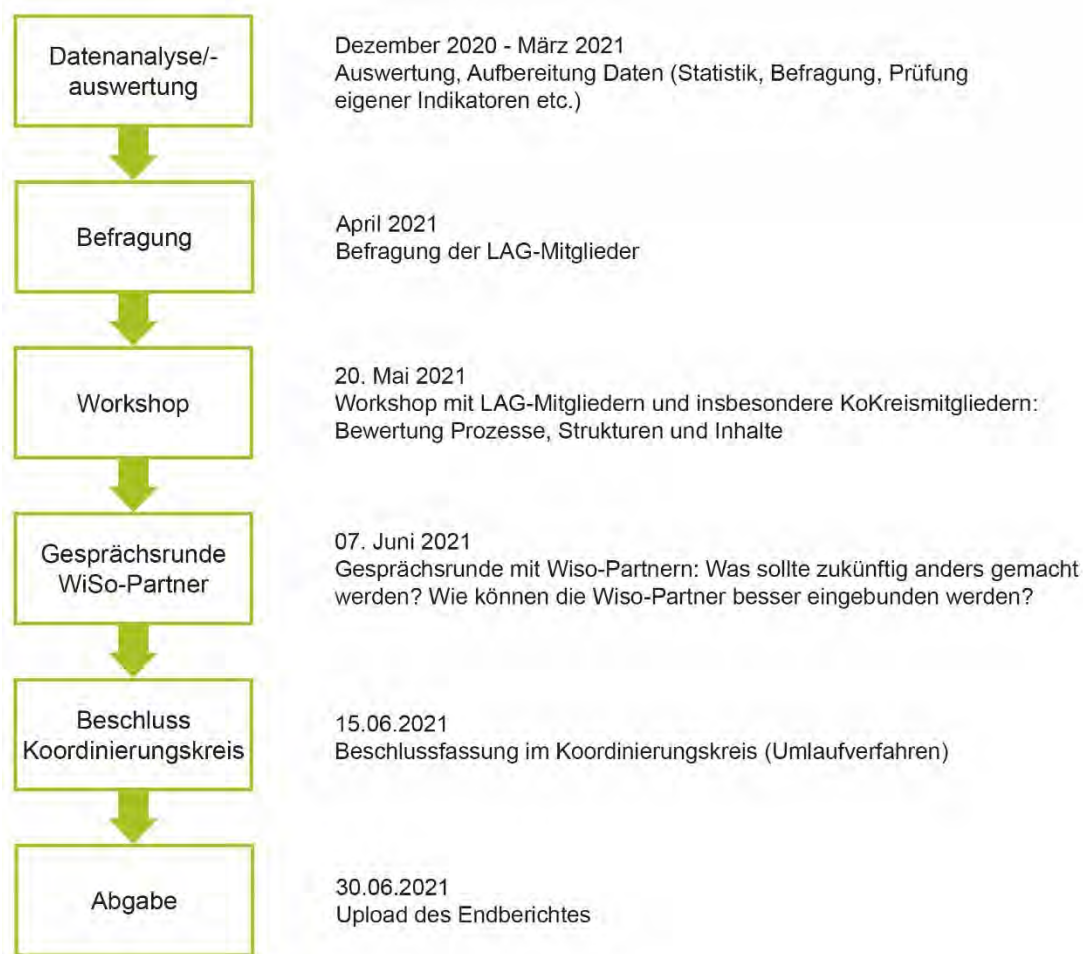 Datenanalyse/-
auswertung
Dezember 2020 - März 2021
Auswertung, Aufbereitung Daten (Statistik, Befragung, Prüfung
eigener Indikatoren etc.)
Befragung
April 2021
Befragung der LAG-Mitglieder
Workshop
20. Mai 2021
Workshop mit LAG-Mitgliedern und insbesondere KoKreismitgliedern:
Bewertung Prozesse, Strukturen und Inhalte
Gesprächsrunde
WiSo-Partner
07. Juni 2021
Gesprächsrunde mit Wiso-Partnern: Was sollte zukünftig anders gemacht
werden? Wie können die Wiso-Partner besser eingebunden werden?
Beschluss
Koordinierungskreis
15.06.2021
Beschlussfassung im Koordinierungskreis (Umlaufverfahren)
Abgabe
30.06.2021
Upload des Endberichtes